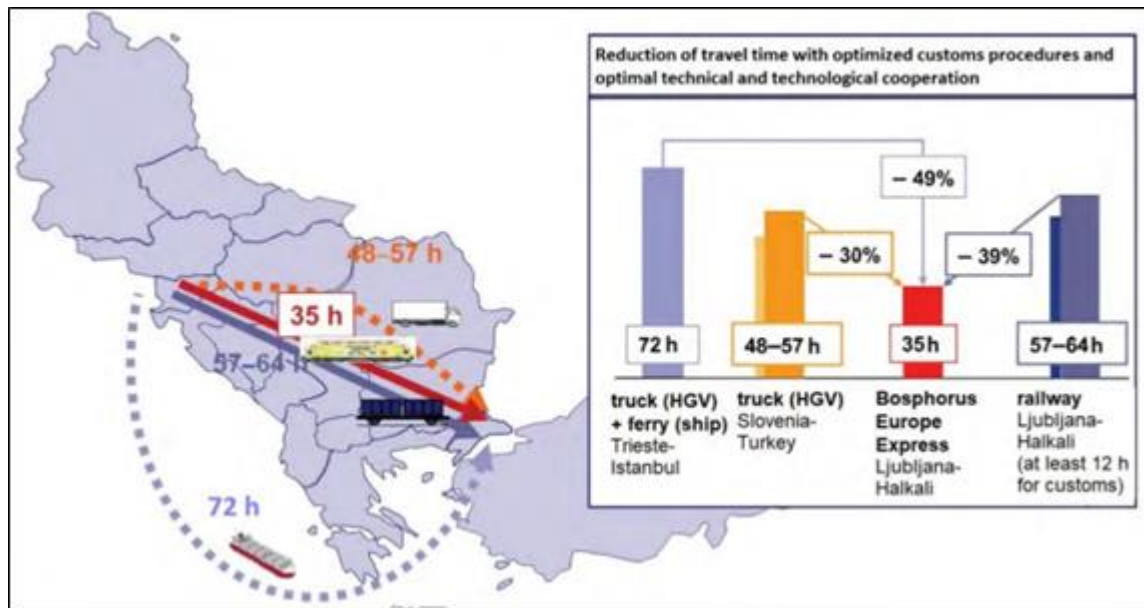 Reduction of travel time with optimized customs procedures and
optimal technical and technological cooperation
– 49%
– 30%
– 39%
72 h
48–57 h
35 h
57–64 h
truck (HGV)
+ ferry (ship)
Trieste-
Istanbul
truck (HGV)
Slovenia-
Turkey
Bosphorus
Europe
Express
Ljubljana-
Halkali
railway
Ljubljana-
Halkali
(at least 12 h
for customs)
48–57 h
35 h
57–64 h
72 h